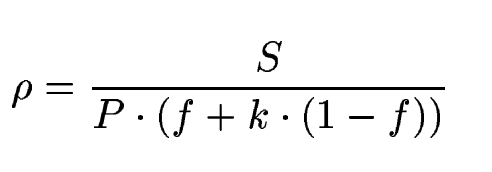 ρ = S / (P · (f + k · (1 − f)))